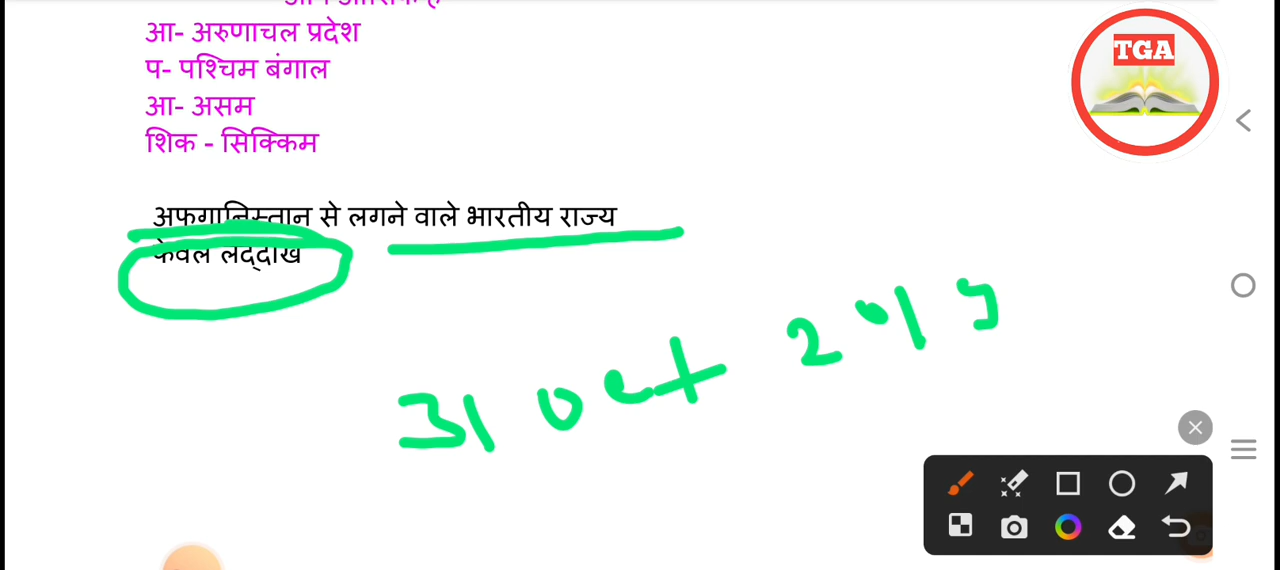 आ- अरुणाचल प्रदेश
TGA
प- पश्चिम बंगाल
आ- असम
शिक - सिक्किम
अफगानिस्तान से लगने वाले भारतीय राज्य
केवल लद्दाख
31 oct 2019